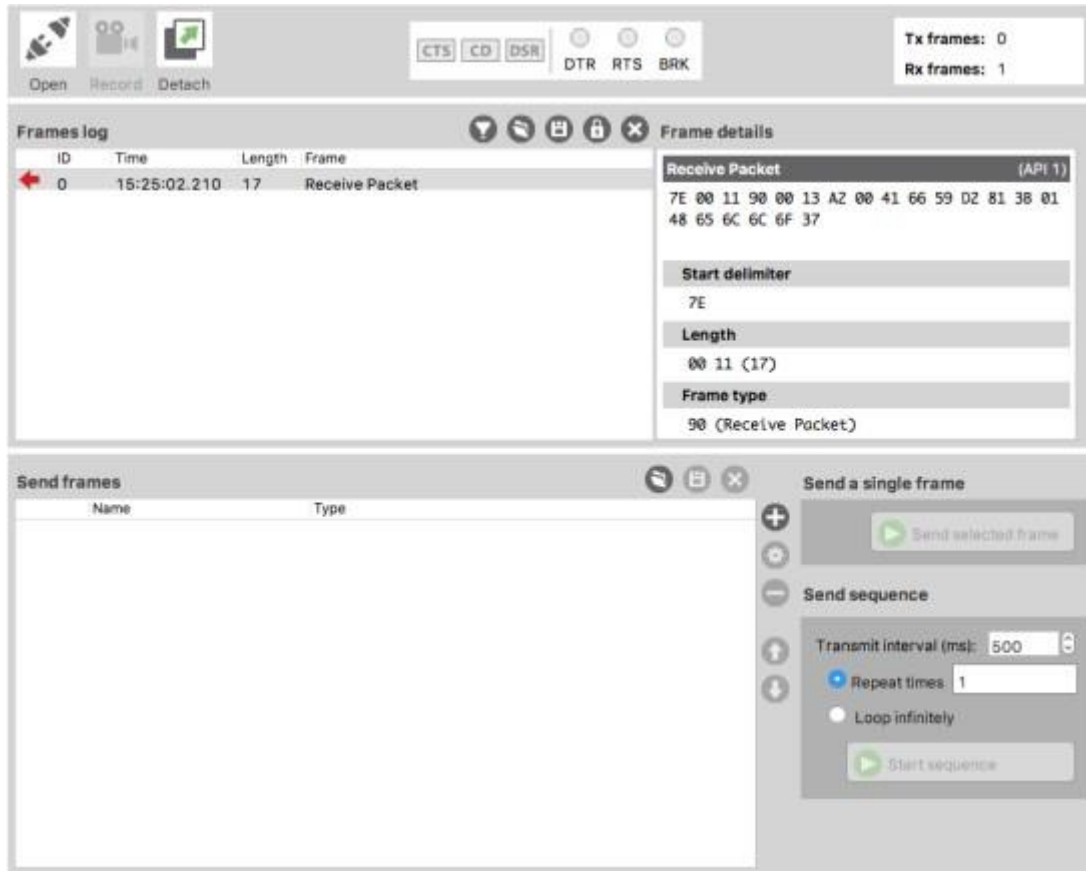 Open Record Detach
CTS CD DSR
DTR RTS BRK
Tx frames: 0
Rx frames: 1
Frames log
ID Time Length Frame
0 15:25:02.210 17 Receive Packet
Frame details
Receive Packet (API 1)
7E 00 11 90 00 13 A2 00 41 66 59 D2 81 3B 01
48 65 6C 6C 6F 37
Start delimiter
7E
Length
00 11 (17)
Frame type
90 (Receive Packet)
Send frames
Name Type
Send a single frame
Send selected frame
Send sequence
Transmit interval (ms): 500
Repeat times 1
Loop infinitely
Start sequence